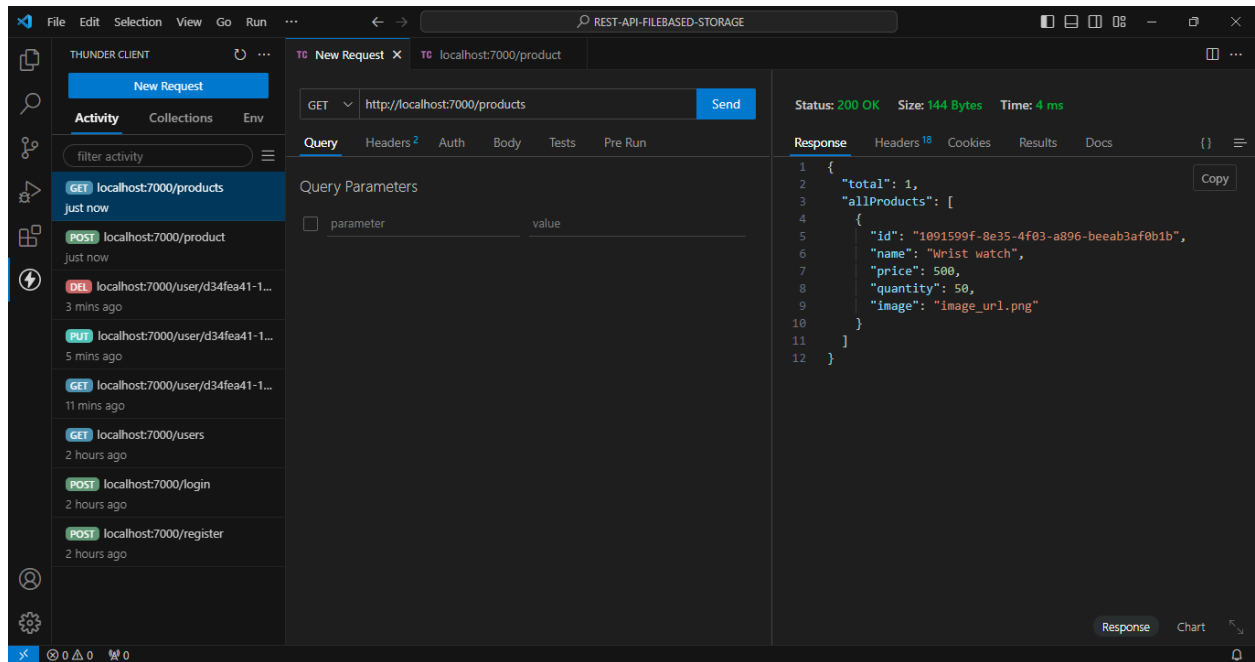 File Edit Selection View Go Run ... REST-API-FILEBASED-STORAGE
THUNDER CLIENT
New Request
Activity Collections Env
filter activity
GET localhost:7000/products
just now
POST localhost:7000/product
just now
DEL localhost:7000/user/d34fea41-1...
3 mins ago
PUT localhost:7000/user/d34fea41-1...
5 mins ago
GET localhost:7000/user/d34fea41-1...
11 mins ago
GET localhost:7000/users
2 hours ago
POST localhost:7000/login
2 hours ago
POST localhost:7000/register
2 hours ago
TC New Request TC localhost:7000/product
GET http://localhost:7000/products Send
Query Headers 2 Auth Body Tests Pre Run
Query Parameters
parameter value
Status: 200 OK Size: 144 Bytes Time: 4 ms
Response Headers 18 Cookies Results Docs {}
Copy
1 {
2 "total": 1,
3 "allProducts": [
4 {
5 "id": "1091599f-8e35-4f03-a896-beeab3af0b1b",
6 "name": "Wrist watch",
7 "price": 500,
8 "quantity": 50,
9 "image": "image_url.png"
10 }
11 ]
12 }
Response Chart
0 0 0